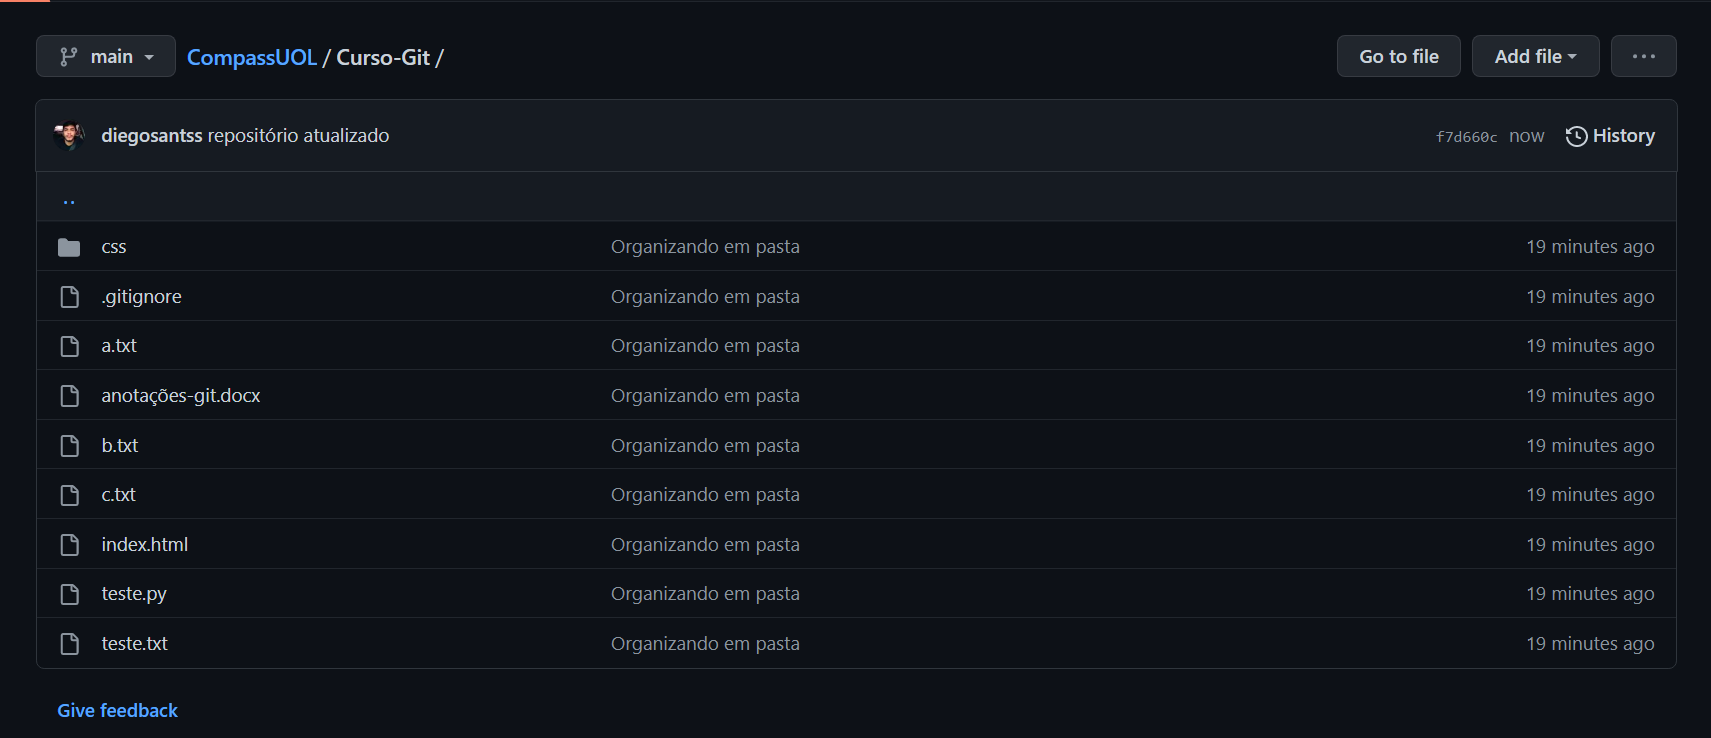 main CompassUOL / Curso-Git / Go to file Add file ...
diegosantss repositório atualizado f7d660c now History
..
css Organizando em pasta 19 minutes ago
.gitignore Organizando em pasta 19 minutes ago
a.txt Organizando em pasta 19 minutes ago
anotações-git.docx Organizando em pasta 19 minutes ago
b.txt Organizando em pasta 19 minutes ago
c.txt Organizando em pasta 19 minutes ago
index.html Organizando em pasta 19 minutes ago
teste.py Organizando em pasta 19 minutes ago
teste.txt Organizando em pasta 19 minutes ago
Give feedback